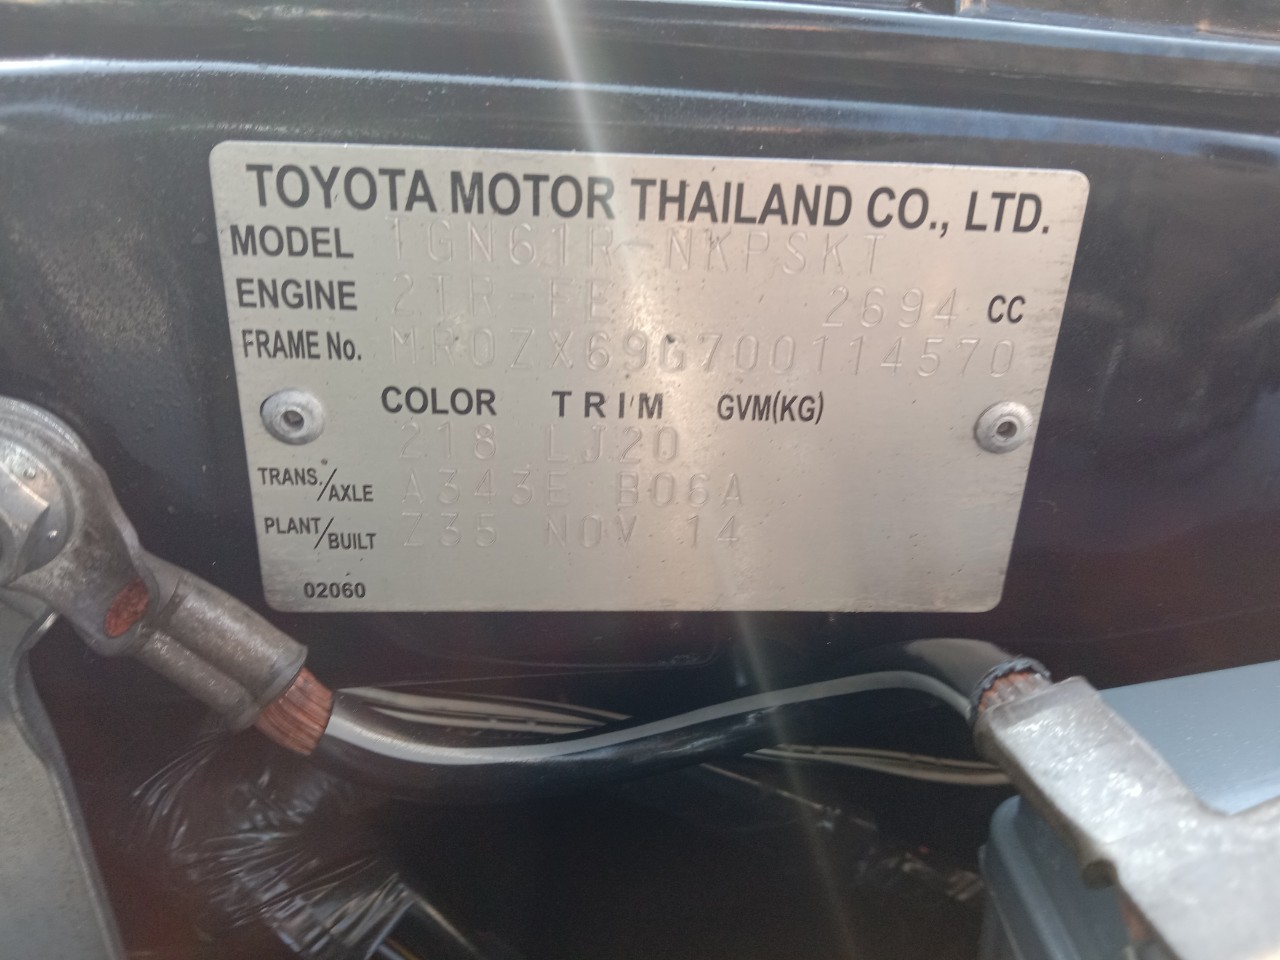 TOYOTA MOTOR THAILAND CO., LTD.
MODEL TGN61R-NKPSKT
ENGINE 2TR-FE 2694 CC
FRAME No. MR0ZX69G700114570
COLOR TRIM GVM(KG)
218 LJ20
TRANS./AXLE A343E B06A
PLANT/BUILT Z35 NOV 14
02060